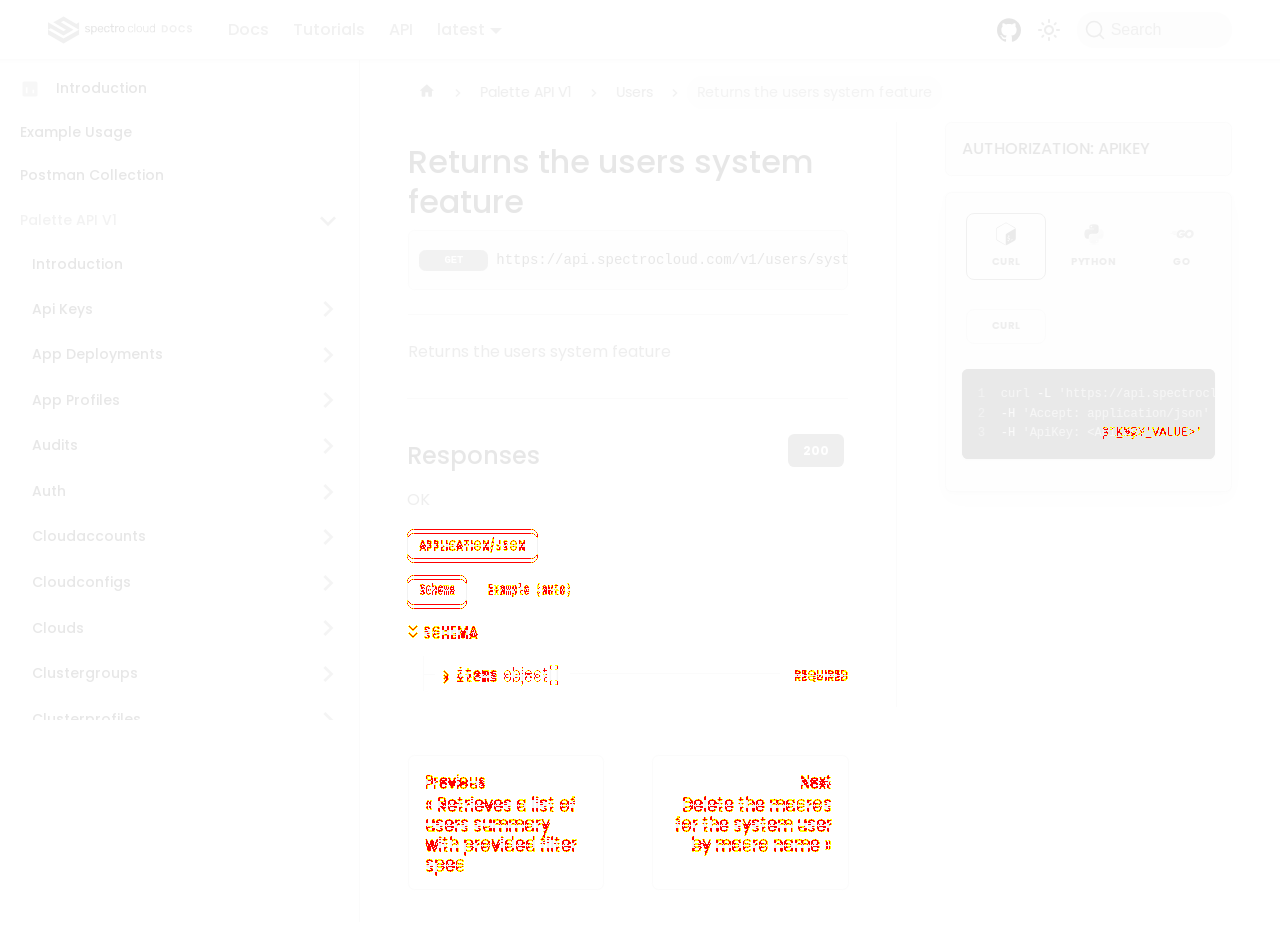 spectro cloud DOCS
Docs
Tutorials
API
latest
Search
Introduction
Example Usage
Postman Collection
Palette API V1
Introduction
Api Keys
App Deployments
App Profiles
Audits
Auth
Cloudaccounts
Cloudconfigs
Clouds
Clustergroups
Clusterprofiles
Palette API V1
Users
Returns the users system feature
Returns the users system
feature
GET https://api.spectrocloud.com/v1/users/syst
Returns the users system feature
Responses
200
OK
APPLICATION/JSON
Schema
Example (auto)
SCHEMA
items object[]
REQUIRED
Previous
« Retrieves a list of
users summary
with provided filter
spec
Next
Delete the macros
for the system user
by macro name »
AUTHORIZATION: APIKEY
CURL
PYTHON
GO
GO
CURL
1 curl -L 'https://api.spectrocl
2 -H 'Accept: application/json'
3 -H 'ApiKey: VALUE>'